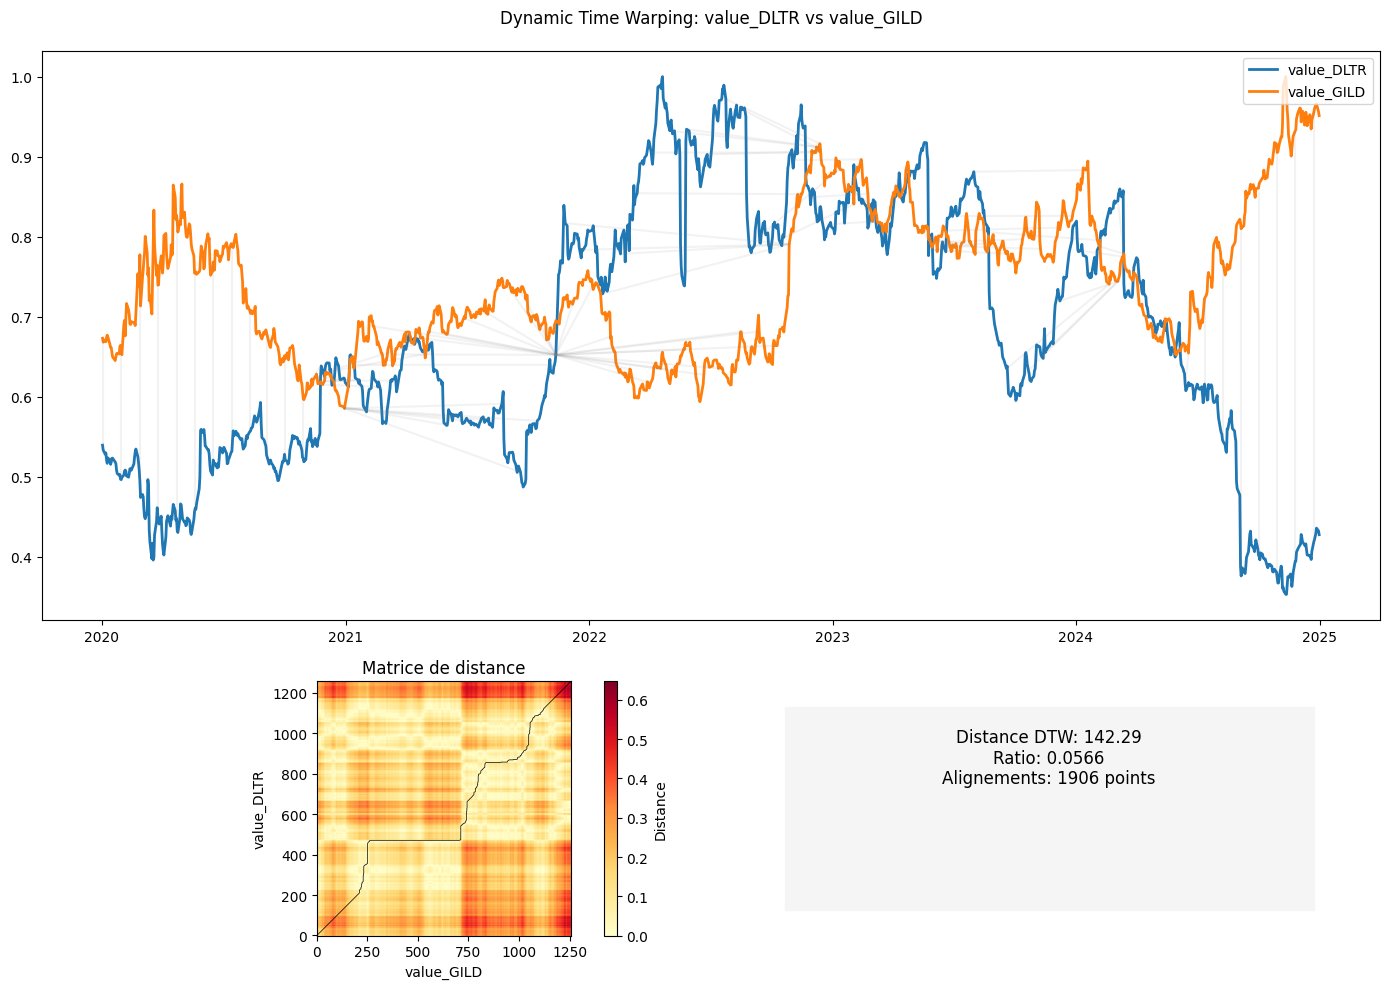 Dynamic Time Warping: value_DLTR vs value_GILD
value_DLTR
value_GILD
1.0
0.9
0.8
0.7
0.6
0.5
0.4
2020 2021 2022 2023 2024 2025
Matrice de distance
value_DLTR
1200
1000
800
600
400
200
0
0 250 500 750 1000 1250
value_GILD
0.6
0.5
0.4
0.3
0.2
0.1
0.0
Distance
Distance DTW: 142.29
Ratio: 0.0566
Alignements: 1906 points